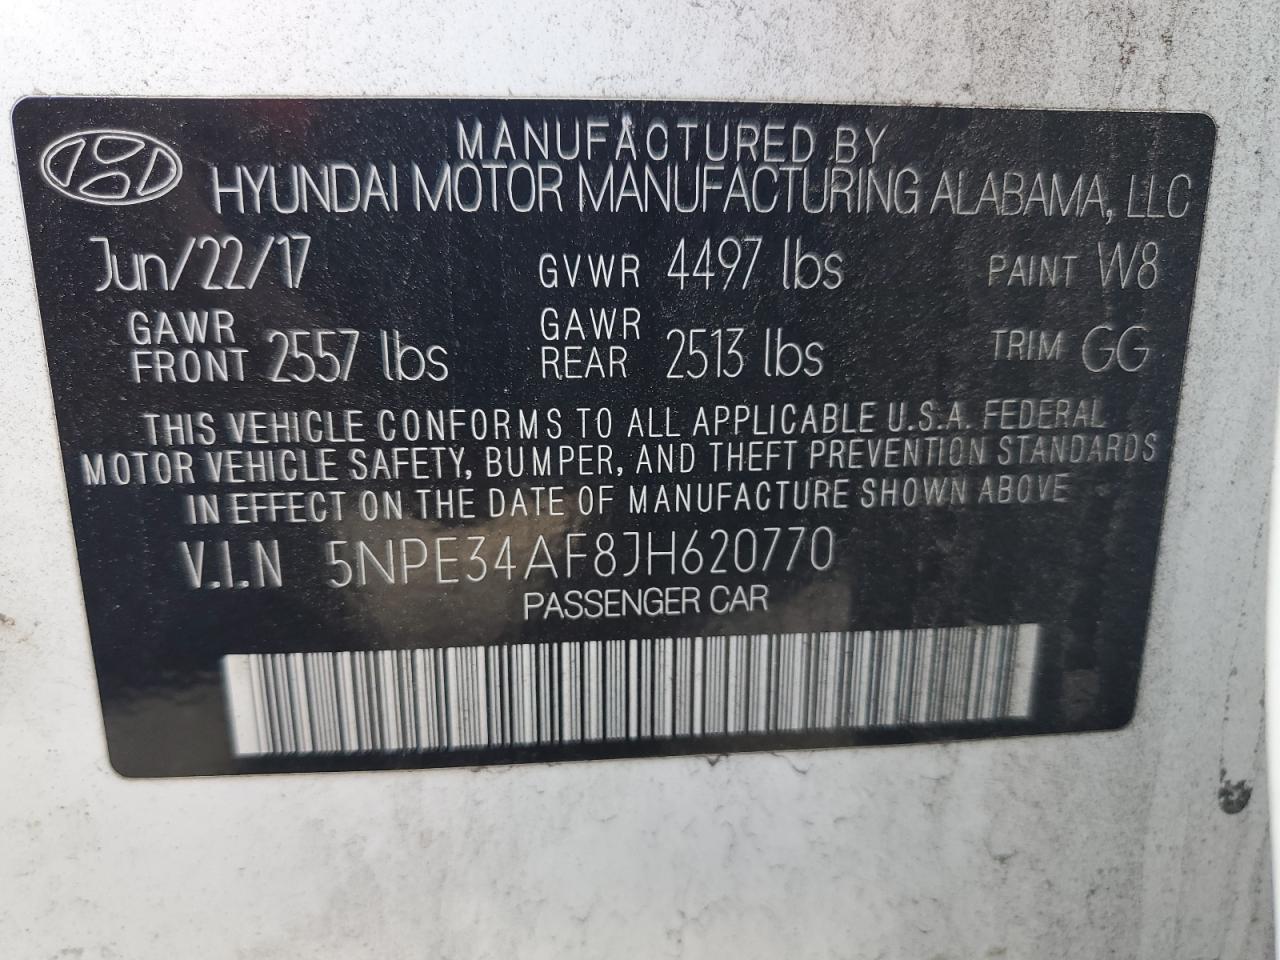 MANUFACTURED BY
HYUNDAI MOTOR MANUFACTURING ALABAMA, LLC
Jun/22/17 GVWR 4497 lbs PAINT W8
GAWR FRONT 2557 lbs GAWR REAR 2513 lbs TRIM GG
THIS VEHICLE CONFORMS TO ALL APPLICABLE U.S.A. FEDERAL
MOTOR VEHICLE SAFETY, BUMPER, AND THEFT PREVENTION STANDARDS
IN EFFECT ON THE DATE OF MANUFACTURE SHOWN ABOVE
V.I.N 5NPE34AF8JH620770
PASSENGER CAR